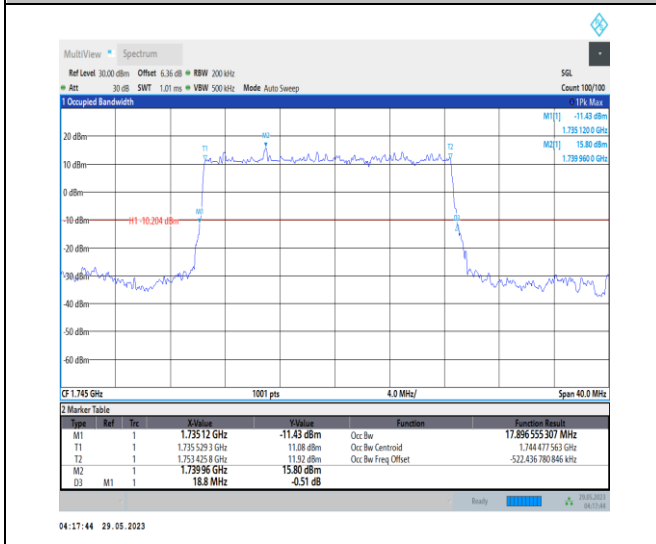 MultiView Spectrum
Ref Level 30.00 dBm Offset 6.36 dB RBW 200 kHz SGL
Att 30 dB SWT 1.01 ms VBW 500 kHz Mode Auto Sweep Count 100/100
1 Occupied Bandwidth 1Pk Max
M1[1] -11.43 dBm
1.735 120 0 GHz
M2[1] 15.80 dBm
1.739 960 0 GHz
20 dBm
M2
T1
T2
10 dBm
0 dBm
M1
-10 dBm
H1 -10.204 dBm
D3
-20 dBm
-30 dBm
-40 dBm
-50 dBm
-60 dBm
CF 1.745 GHz 1001 pts 4.0 MHz/ Span 40.0 MHz
2 Marker Table
Type Ref Trc X-Value Y-Value Function Function Result
M1 1 1.735 12 GHz -11.43 dBm Occ Bw 17.896 555 307 MHz
T1 1 1.735 529 3 GHz 11.08 dBm Occ Bw Centroid 1.744 477 563 GHz
T2 1 1.753 425 8 GHz 11.92 dBm Occ Bw Freq Offset -522.436 780 846 kHz
M2 1 1.739 96 GHz 15.80 dBm
D3 M1 1 18.8 MHz -0.51 dB
Ready 29.05.2023
04:17:44
04:17:44 29.05.2023